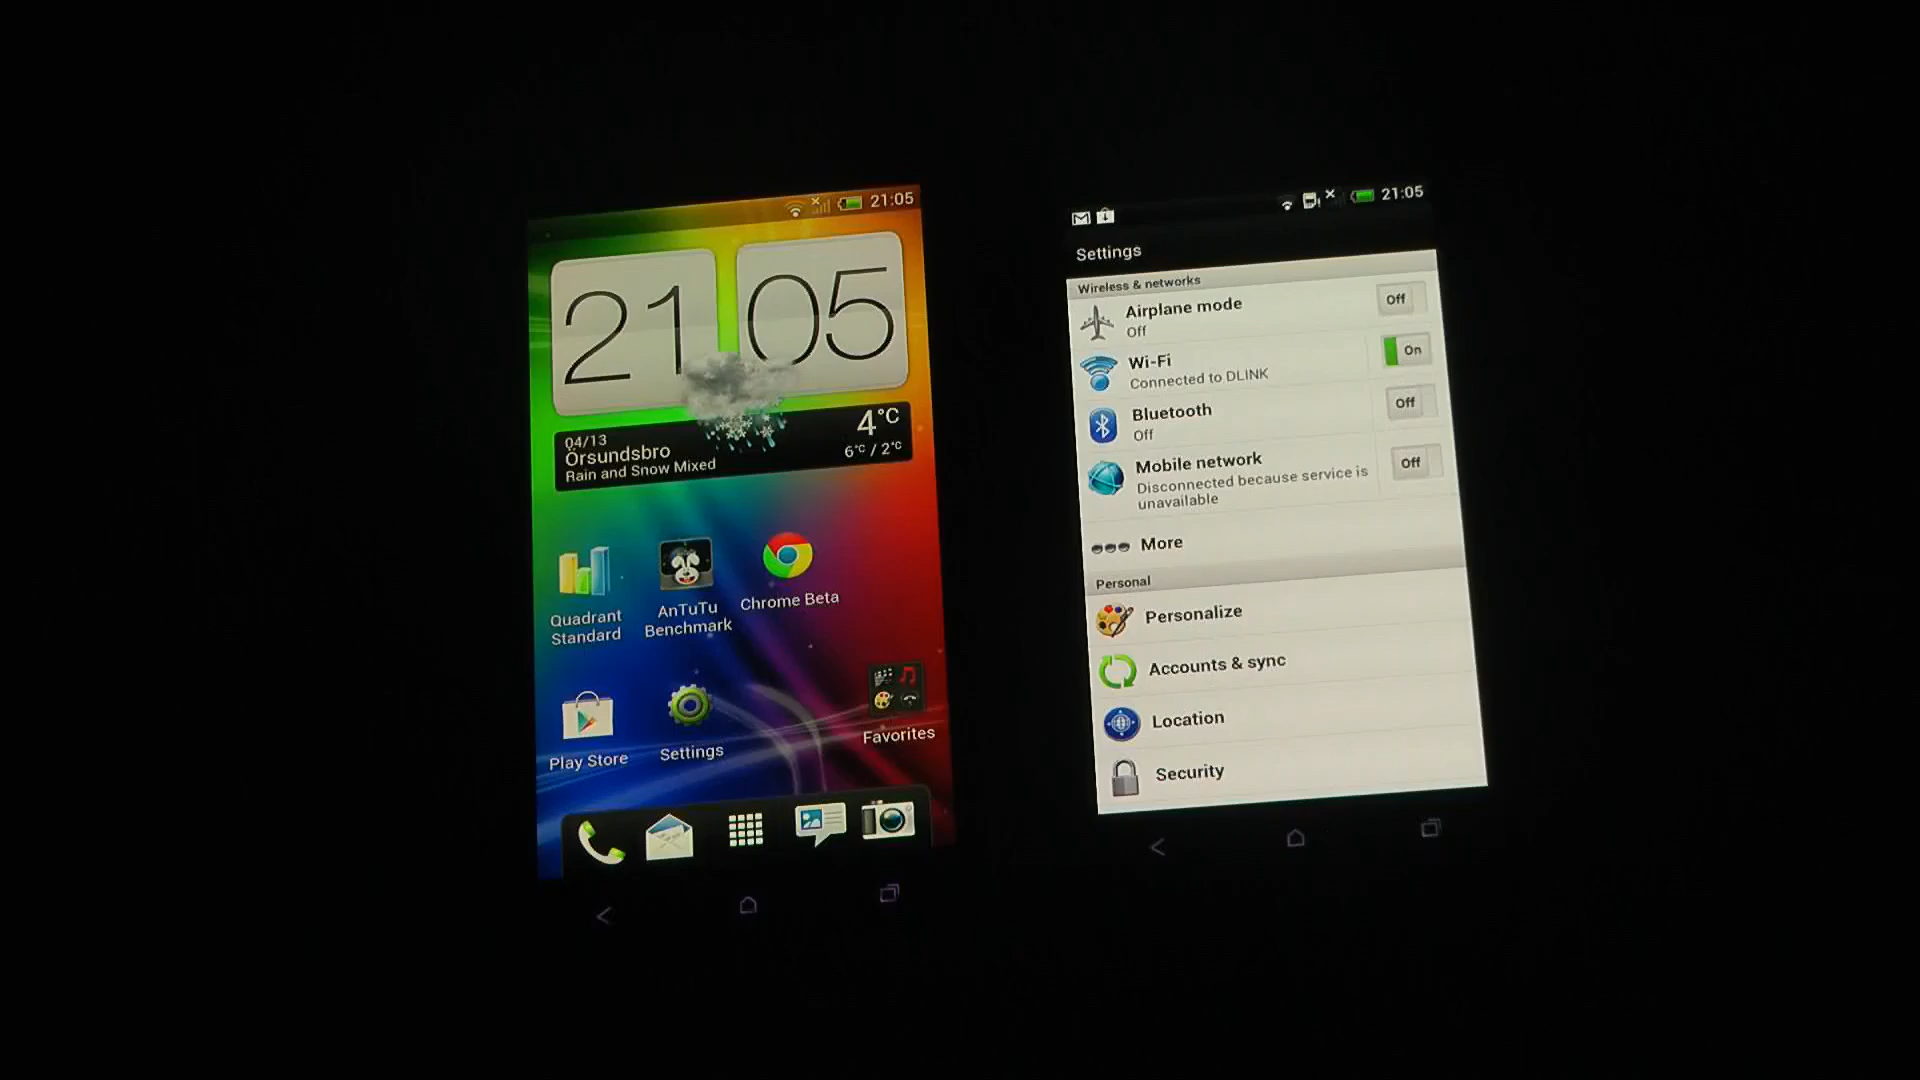 21:05
21 05
04/13
Örsundsbro
Rain and Snow Mixed
4°C
6°C / 2°C
Quadrant
Standard
AnTuTu
Benchmark
Chrome Beta
Play Store
Settings
Favorites
21:05
Settings
Wireless & networks
Airplane mode
Off
Off
Wi-Fi
Connected to DLINK
On
Bluetooth
Off
Off
Mobile network
Disconnected because service is
unavailable
Off
More
Personal
Personalize
Accounts & sync
Location
Security